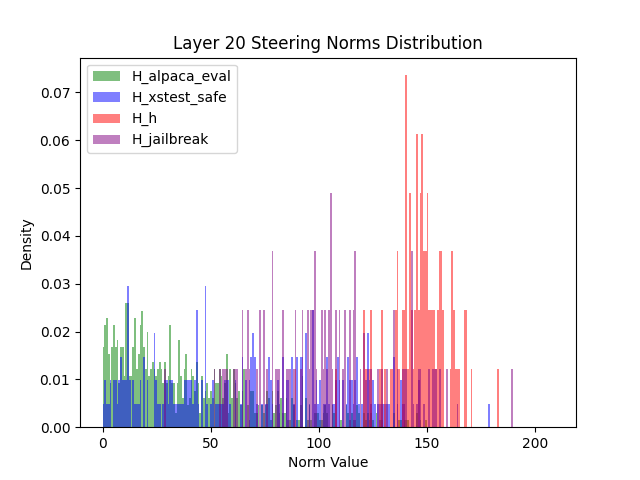 Layer 20 Steering Norms Distribution
H_alpaca_eval
H_xstest_safe
H_h
H_jailbreak
Density
0.07
0.06
0.05
0.04
0.03
0.02
0.01
0.00
0
50
100
150
200
Norm Value